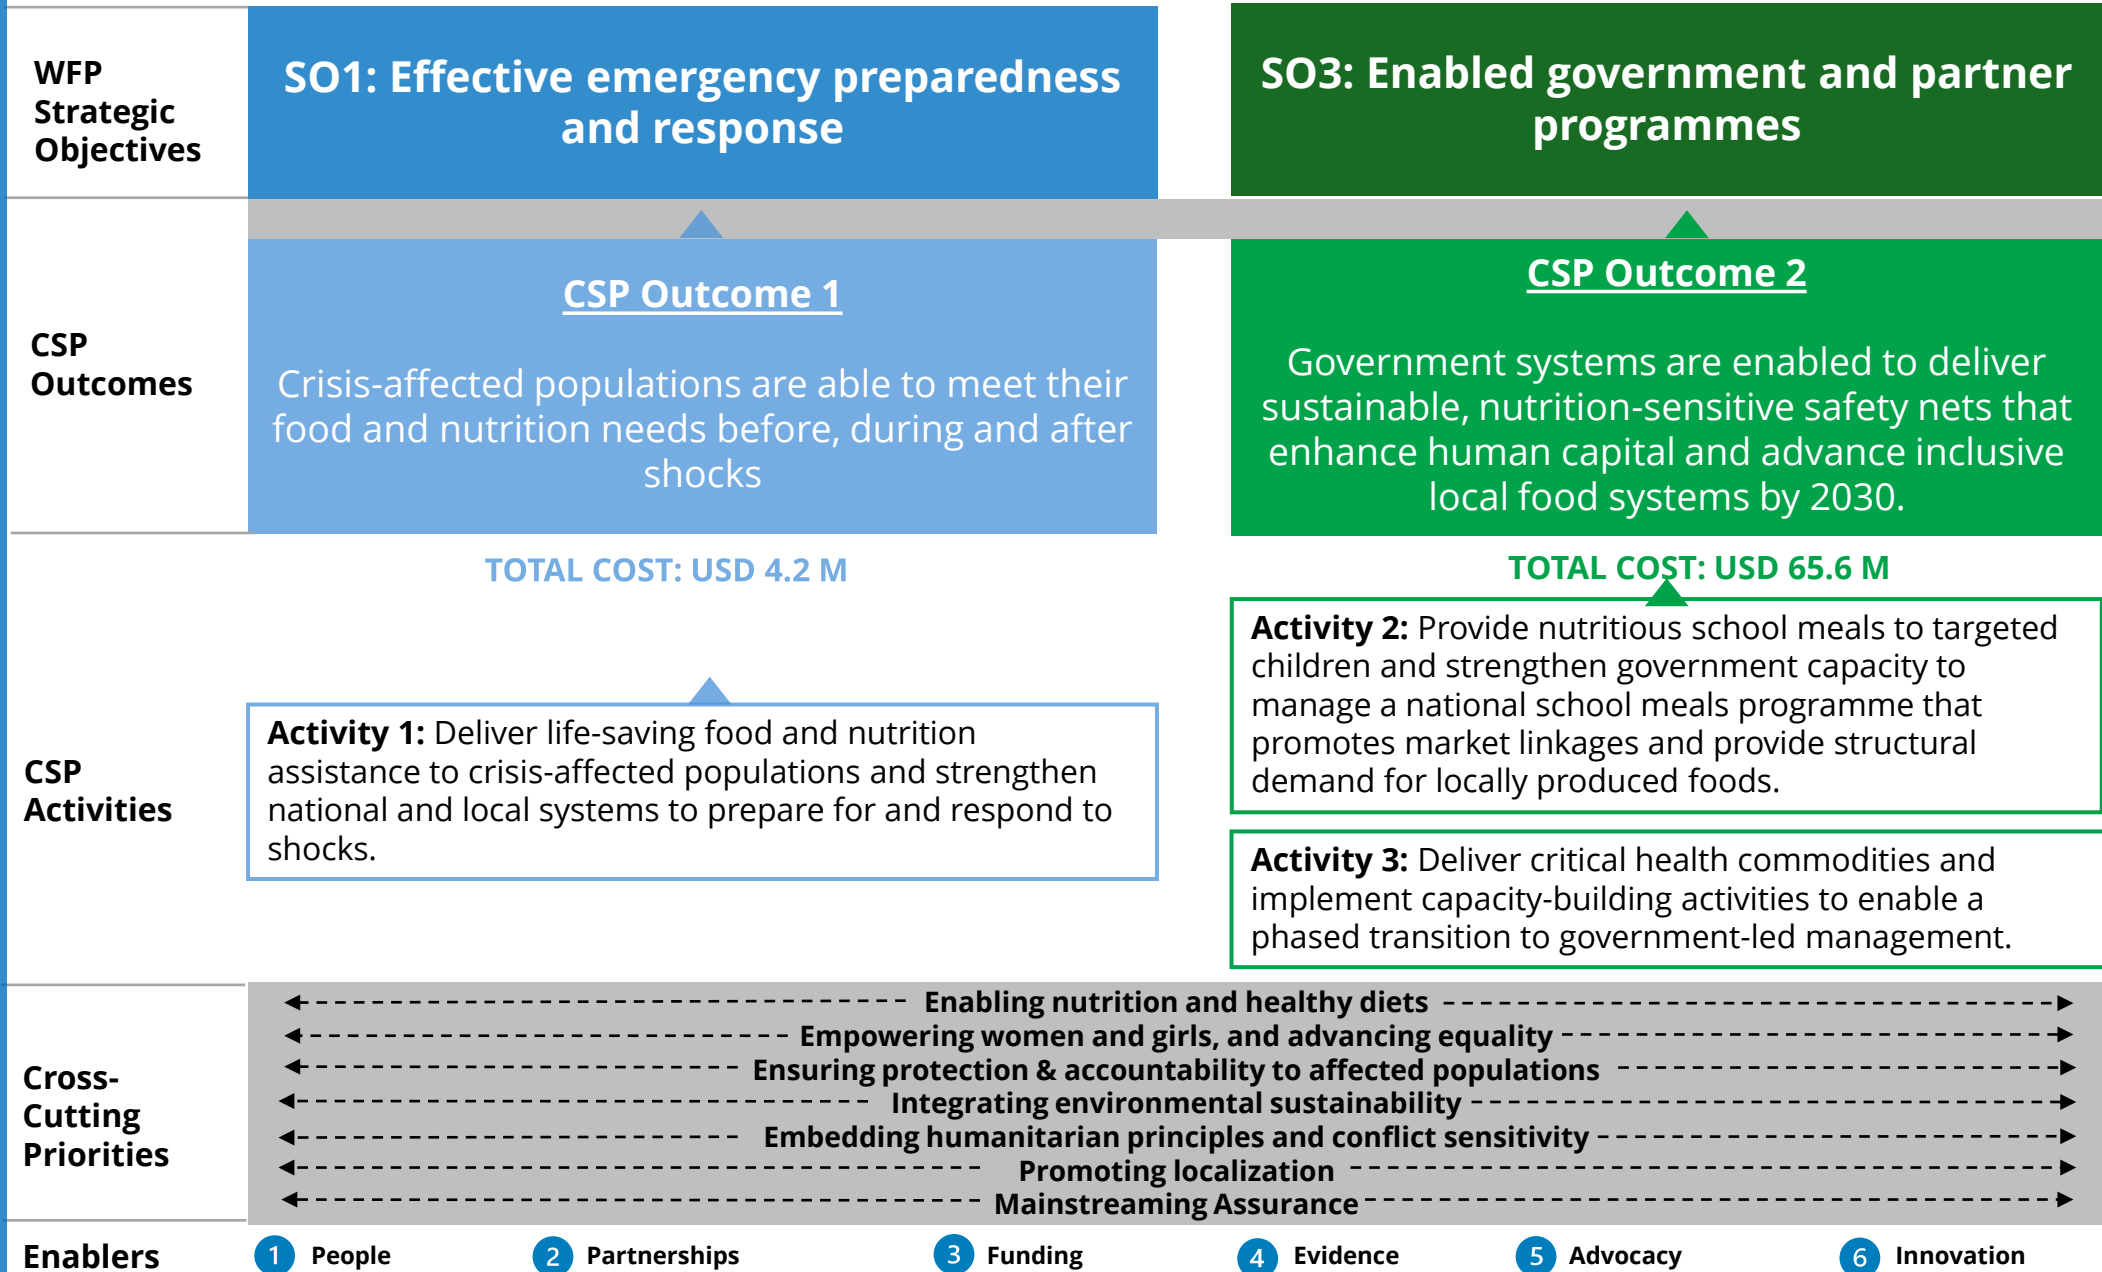 WFP
Strategic
Objectives
SO1: Effective emergency preparedness
and response
SO3: Enabled government and partner
programmes
CSP
Outcomes
CSP Outcome 1
Crisis-affected populations are able to meet their
food and nutrition needs before, during and after
shocks
CSP Outcome 2
Government systems are enabled to deliver
sustainable, nutrition-sensitive safety nets that
enhance human capital and advance inclusive
local food systems by 2030.
TOTAL COST: USD 4.2 M
TOTAL COST: USD 65.6 M
CSP
Activities
Activity 1: Deliver life-saving food and nutrition
assistance to crisis-affected populations and strengthen
national and local systems to prepare for and respond to
shocks.
Activity 2: Provide nutritious school meals to targeted
children and strengthen government capacity to
manage a national school meals programme that
promotes market linkages and provide structural
demand for locally produced foods.
Activity 3: Deliver critical health commodities and
implement capacity-building activities to enable a
phased transition to government-led management.
Cross-
Cutting
Priorities
Enabling nutrition and healthy diets
Empowering women and girls, and advancing equality
Ensuring protection & accountability to affected populations
Integrating environmental sustainability
Embedding humanitarian principles and conflict sensitivity
Promoting localization
Mainstreaming Assurance
Enablers
1 People
2 Partnerships
3 Funding
4 Evidence
5 Advocacy
6 Innovation